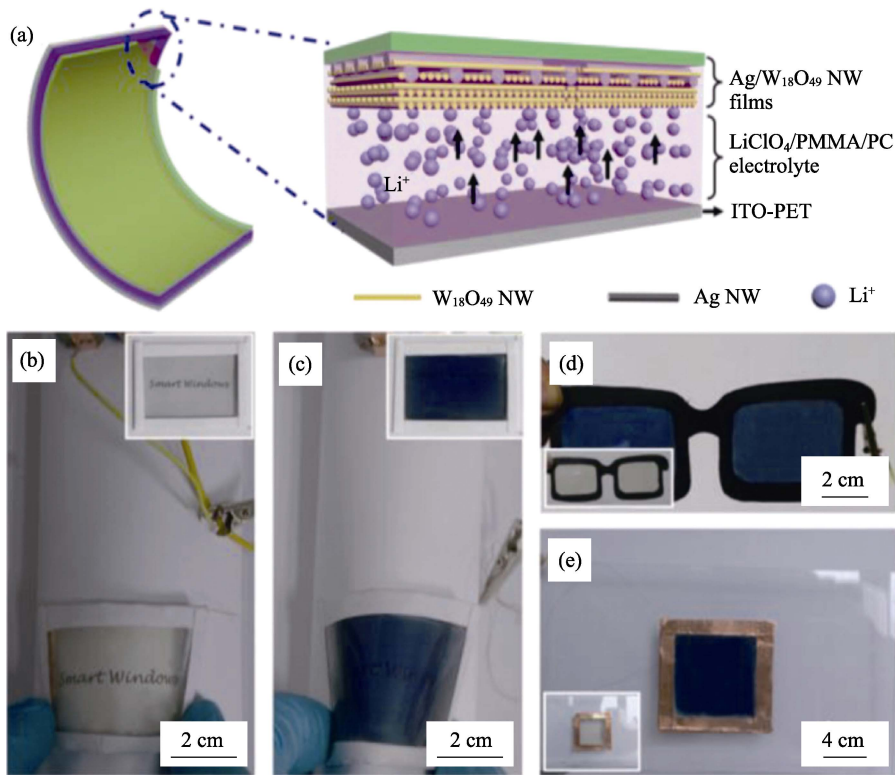 (a)
Ag/W₁₈O₄₉ NW
films
LiClO₄/PMMA/PC
electrolyte
Li⁺
ITO-PET
W₁₈O₄₉ NW
Ag NW
Li⁺
(b)
Smart Windows
Smart Windows
2 cm
(c)
2 cm
(d)
2 cm
(e)
4 cm